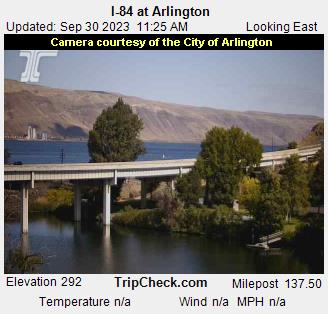 I-84 at Arlington
Updated: Sep 30 2023 11:25 AM Looking East
Camera courtesy of the City of Arlington
Elevation 292 TripCheck.com Milepost 137.50
Temperature n/a Wind n/a MPH n/a